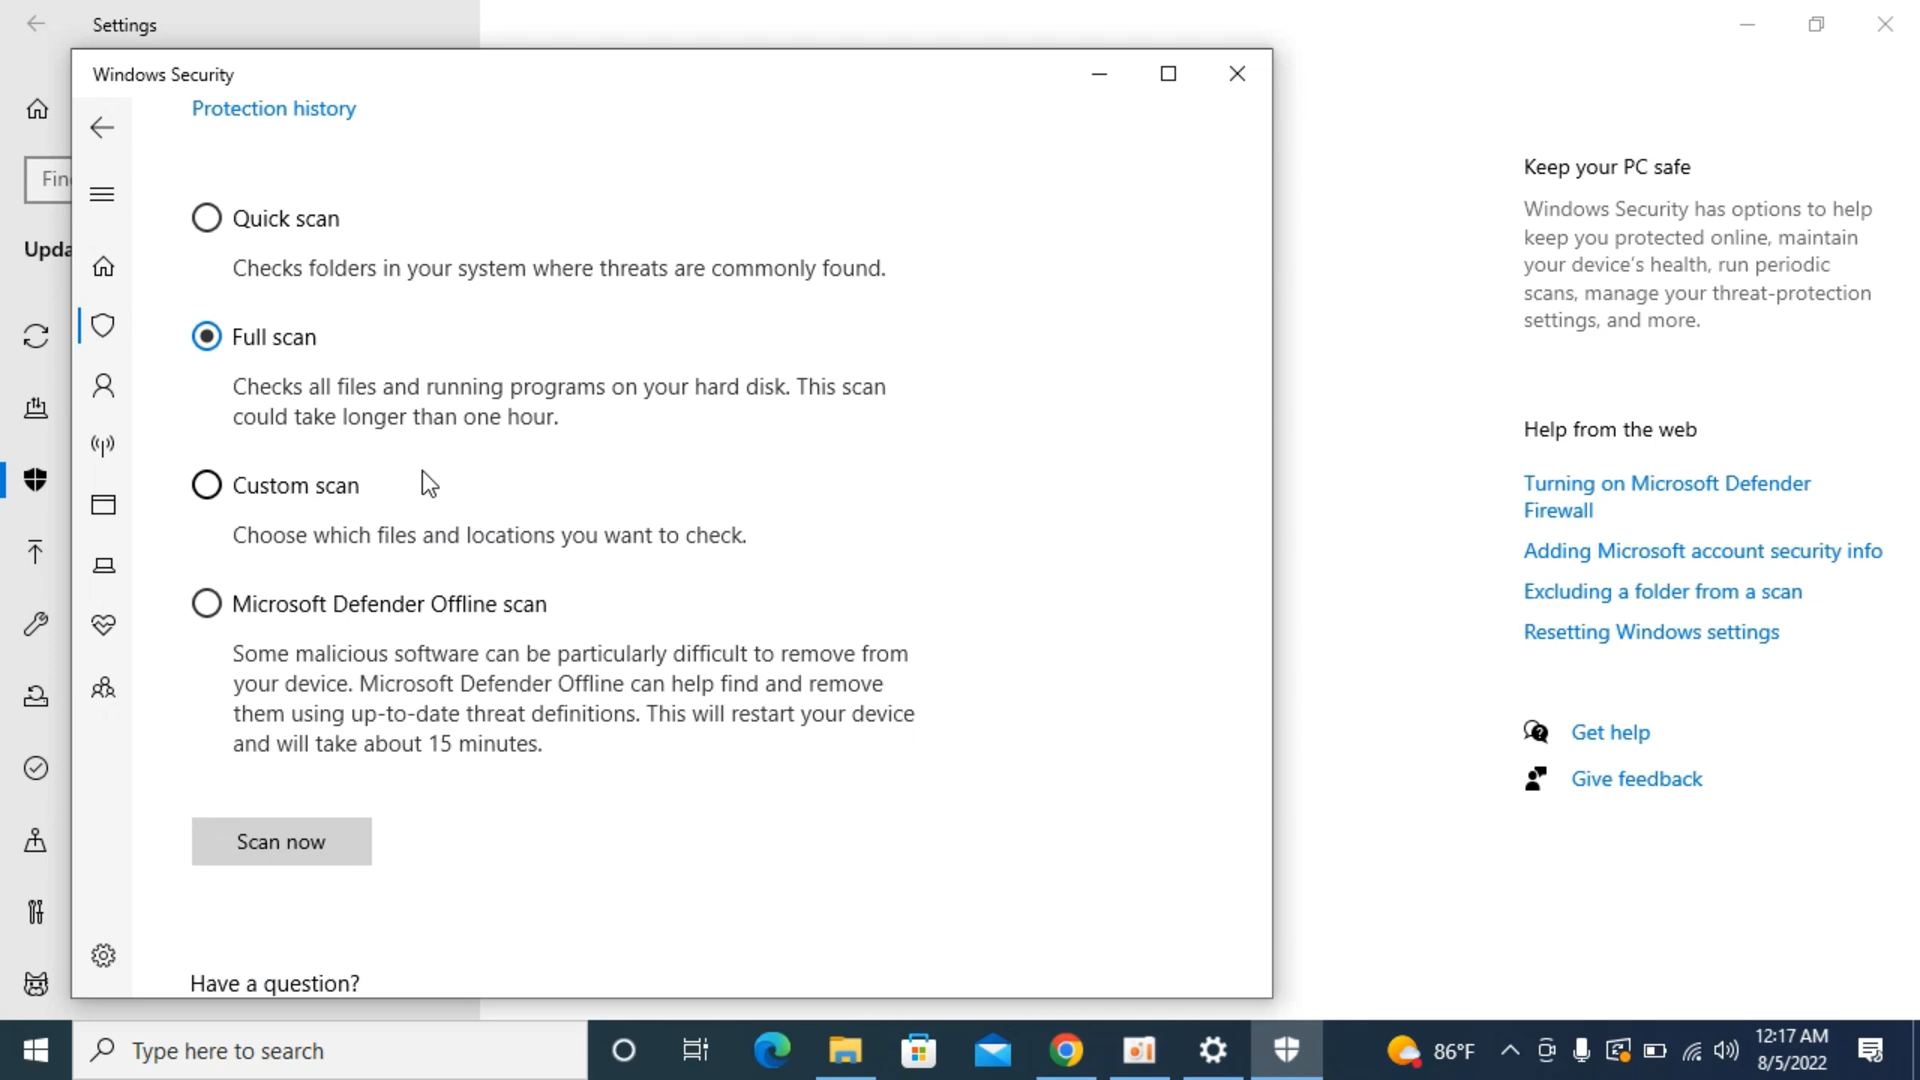 Settings
Windows Security
Protection history
Find
Upda
Quick scan
Checks folders in your system where threats are commonly found.
Full scan
Checks all files and running programs on your hard disk. This scan
could take longer than one hour.
Custom scan
Choose which files and locations you want to check.
Microsoft Defender Offline scan
Some malicious software can be particularly difficult to remove from
your device. Microsoft Defender Offline can help find and remove
them using up-to-date threat definitions. This will restart your device
and will take about 15 minutes.
Scan now
Have a question?
Keep your PC safe
Windows Security has options to help
keep you protected online, maintain
your device's health, run periodic
scans, manage your threat-protection
settings, and more.
Help from the web
Turning on Microsoft Defender
Firewall
Adding Microsoft account security info
Excluding a folder from a scan
Resetting Windows settings
Get help
Give feedback
Type here to search
86°F
12:17 AM
8/5/2022